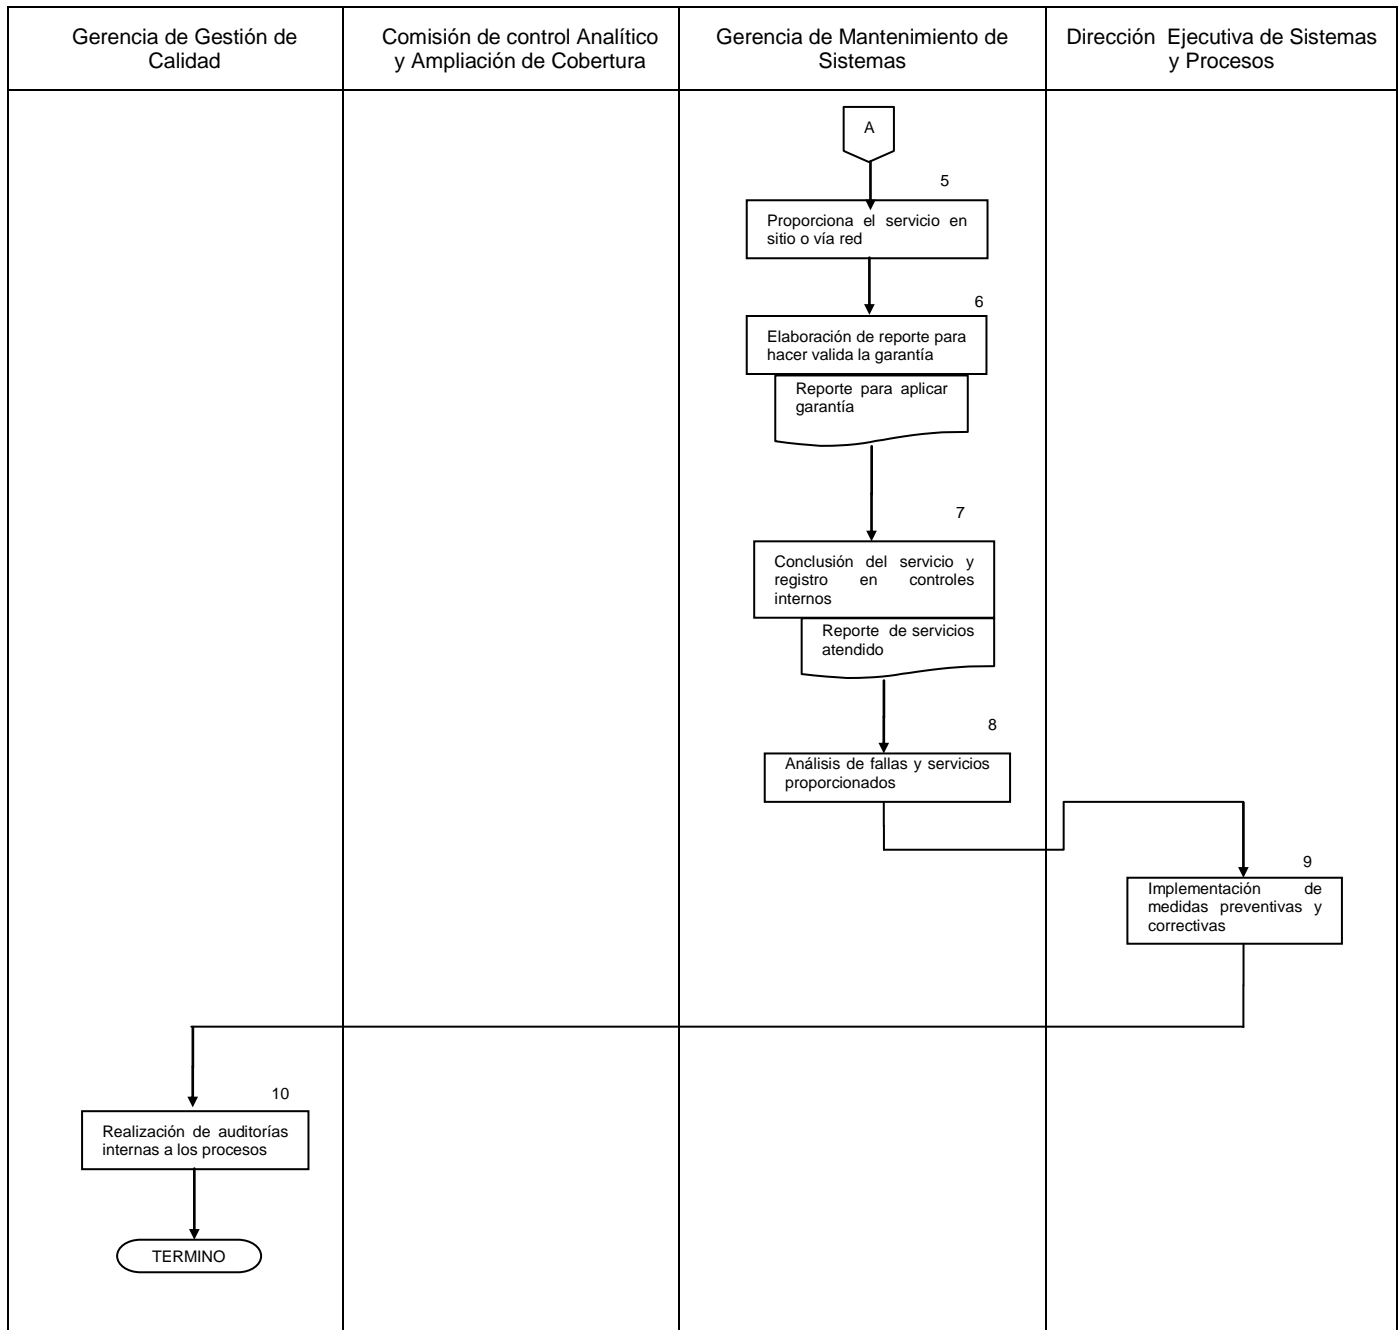 Gerencia de Gestión de
Calidad
Comisión de control Analítico
y Ampliación de Cobertura
Gerencia de Mantenimiento de
Sistemas
Dirección Ejecutiva de Sistemas
y Procesos
A
5
Proporciona el servicio en
sitio o vía red
6
Elaboración de reporte para
hacer valida la garantía
Reporte para aplicar
garantía
7
Conclusión del servicio y
registro en controles
internos
Reporte de servicios
atendido
8
Análisis de fallas y servicios
proporcionados
9
Implementación de
medidas preventivas y
correctivas
10
Realización de auditorías
internas a los procesos
TERMINO